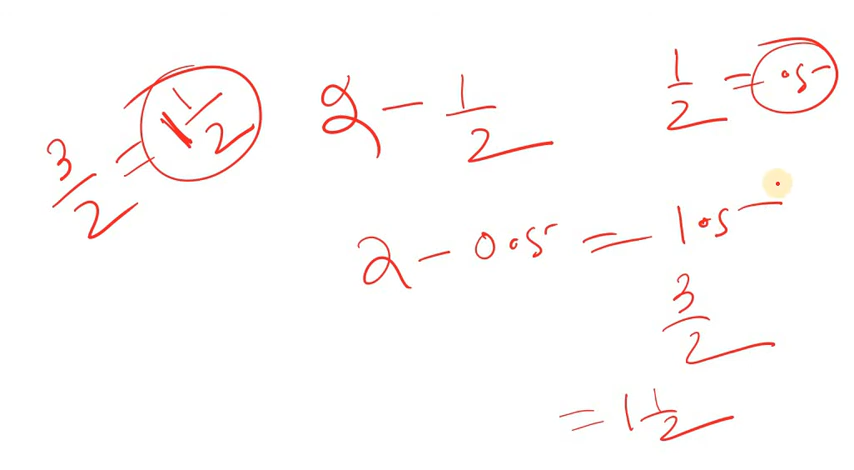 3/2 = 1 1/2
2 - 1/2
1/2 = .5
2 - 0.5 = 1.5
3/2
= 1 1/2